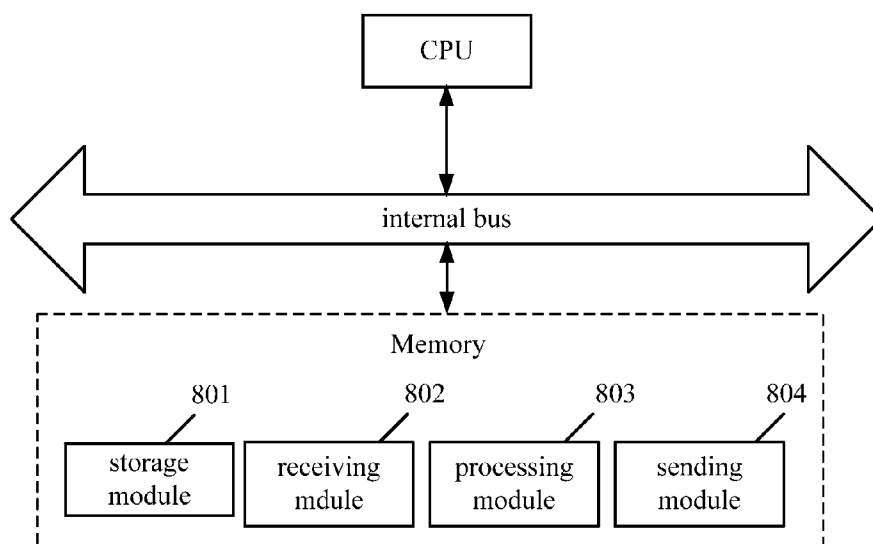 CPU
internal bus
Memory
801
802
803
804
storage
module
receiving
mdule
processing
module
sending
module